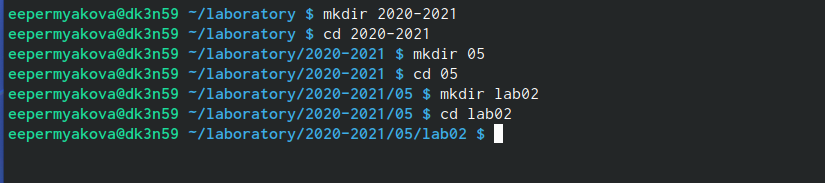 eepermyakova@dk3n59 ~/laboratory $ mkdir 2020-2021
eepermyakova@dk3n59 ~/laboratory $ cd 2020-2021
eepermyakova@dk3n59 ~/laboratory/2020-2021 $ mkdir 05
eepermyakova@dk3n59 ~/laboratory/2020-2021 $ cd 05
eepermyakova@dk3n59 ~/laboratory/2020-2021/05 $ mkdir lab02
eepermyakova@dk3n59 ~/laboratory/2020-2021/05 $ cd lab02
eepermyakova@dk3n59 ~/laboratory/2020-2021/05/lab02 $